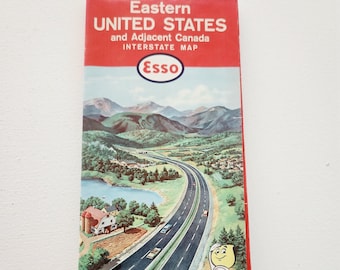 Eastern
UNITED STATES
and Adjacent Canada
INTERSTATE MAP
Esso